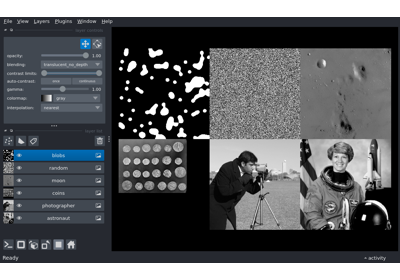 File View Plugins Window Help
opacity: 1.00
blending: translucent_no_depth
contrast limits:
auto-contrast: once continuous
gamma: 1.00
colormap: gray
interpolation: nearest
blobs
random
moon
coins
photographer
astronaut
Ready
activity